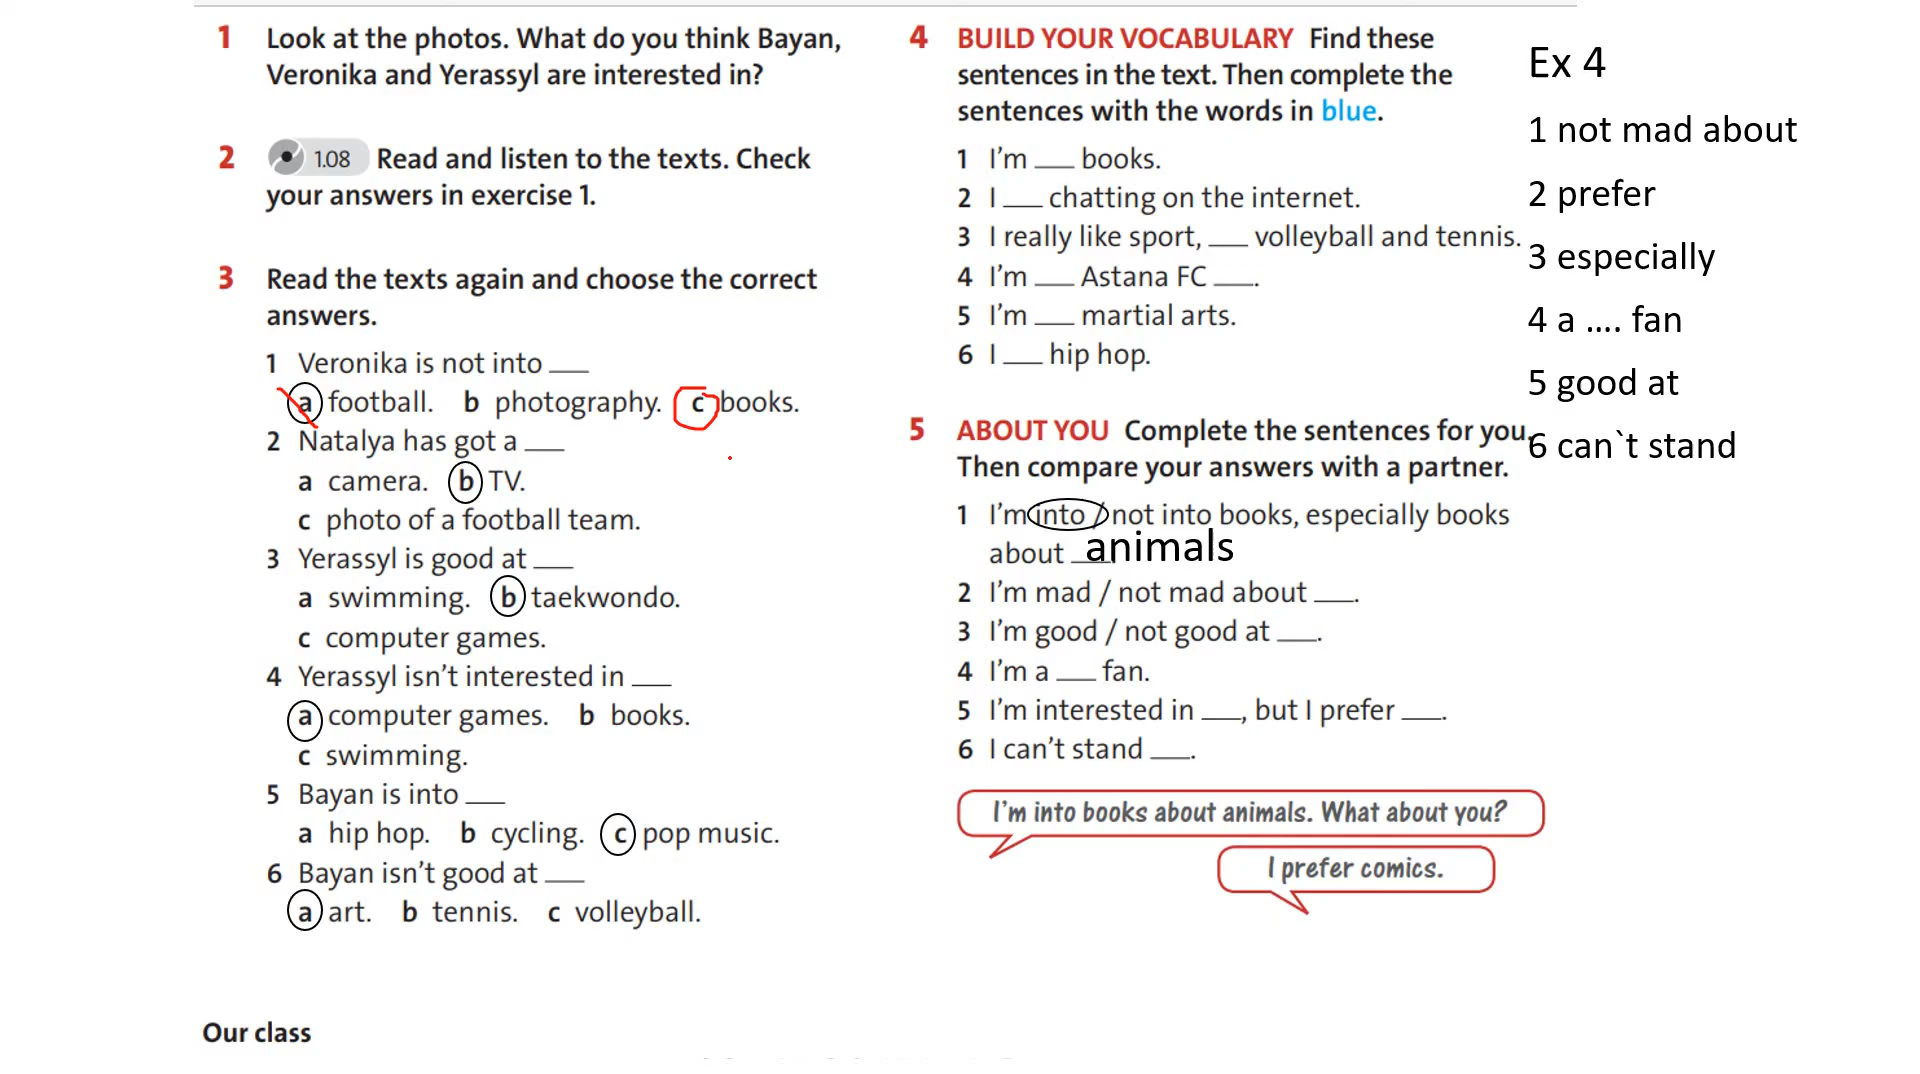 1 Look at the photos. What do you think Bayan,
Veronika and Yerassyl are interested in?
2 1.08 Read and listen to the texts. Check
your answers in exercise 1.
3 Read the texts again and choose the correct
answers.
1 Veronika is not into ___
a football. b photography. c books.
2 Natalya has got a ___
a camera. b TV.
c photo of a football team.
3 Yerassyl is good at ___
a swimming. b taekwondo.
c computer games.
4 Yerassyl isn’t interested in ___
a computer games. b books.
c swimming.
5 Bayan is into ___
a hip hop. b cycling. c pop music.
6 Bayan isn’t good at ___
a art. b tennis. c volleyball.
Our class
4 BUILD YOUR VOCABULARY Find these
sentences in the text. Then complete the
sentences with the words in blue.
1 I’m ___ books.
2 I ___ chatting on the internet.
3 I really like sport, ___ volleyball and tennis.
4 I’m ___ Astana FC ___.
5 I’m ___ martial arts.
6 I ___ hip hop.
5 ABOUT YOU Complete the sentences for you.
Then compare your answers with a partner.
1 I’m into / not into books, especially books
about ___ animals
2 I’m mad / not mad about ___.
3 I’m good / not good at ___.
4 I’m a ___ fan.
5 I’m interested in ___, but I prefer ___.
6 I can’t stand ___.
I’m into books about animals. What about you?
I prefer comics.
Ex 4
1 not mad about
2 prefer
3 especially
4 a .... fan
5 good at
6 can`t stand